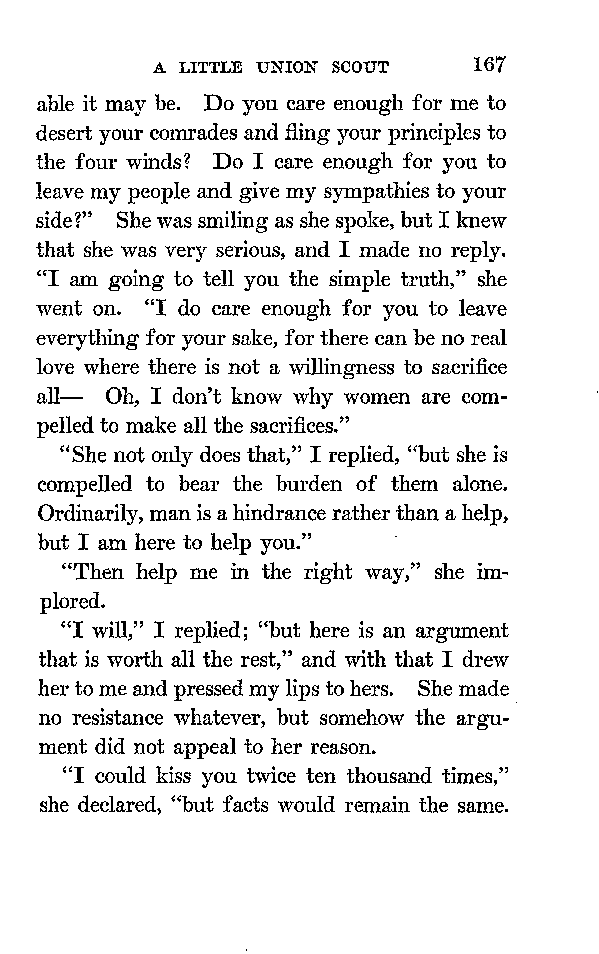 A LITTLE UNION SCOUT 167
able it may be. Do you care enough for me to
desert your comrades and fling your principles to
the four winds? Do I care enough for you to
leave my people and give my sympathies to your
side?” She was smiling as she spoke, but I knew
that she was very serious, and I made no reply.
“I am going to tell you the simple truth,” she
went on. “I do care enough for you to leave
everything for your sake, for there can be no real
love where there is not a willingness to sacrifice
all— Oh, I don’t know why women are com-
pelled to make all the sacrifices.”
“She not only does that,” I replied, “but she is
compelled to bear the burden of them alone.
Ordinarily, man is a hindrance rather than a help,
but I am here to help you.”
“Then help me in the right way,” she im-
plored.
“I will,” I replied; “but here is an argument
that is worth all the rest,” and with that I drew
her to me and pressed my lips to hers. She made
no resistance whatever, but somehow the argu-
ment did not appeal to her reason.
“I could kiss you twice ten thousand times,”
she declared, “but facts would remain the same.